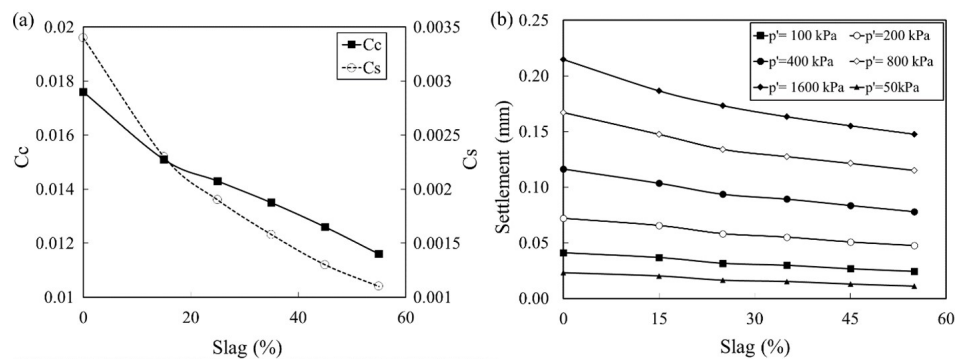 (a)
0.02
0.018
0.016
0.014
0.012
0.01
Cc
0.0035
0.003
0.0025
0.002
0.0015
0.001
Cs
Cc
Cs
0 20 40 60
Slag (%)
(b)
0.25
0.20
0.15
0.10
0.05
0.00
Settlement (mm)
p'= 100 kPa p'=200 kPa
p'=400 kPa p'= 800 kPa
p'= 1600 kPa p'=50kPa
0 15 30 45 60
Slag (%)